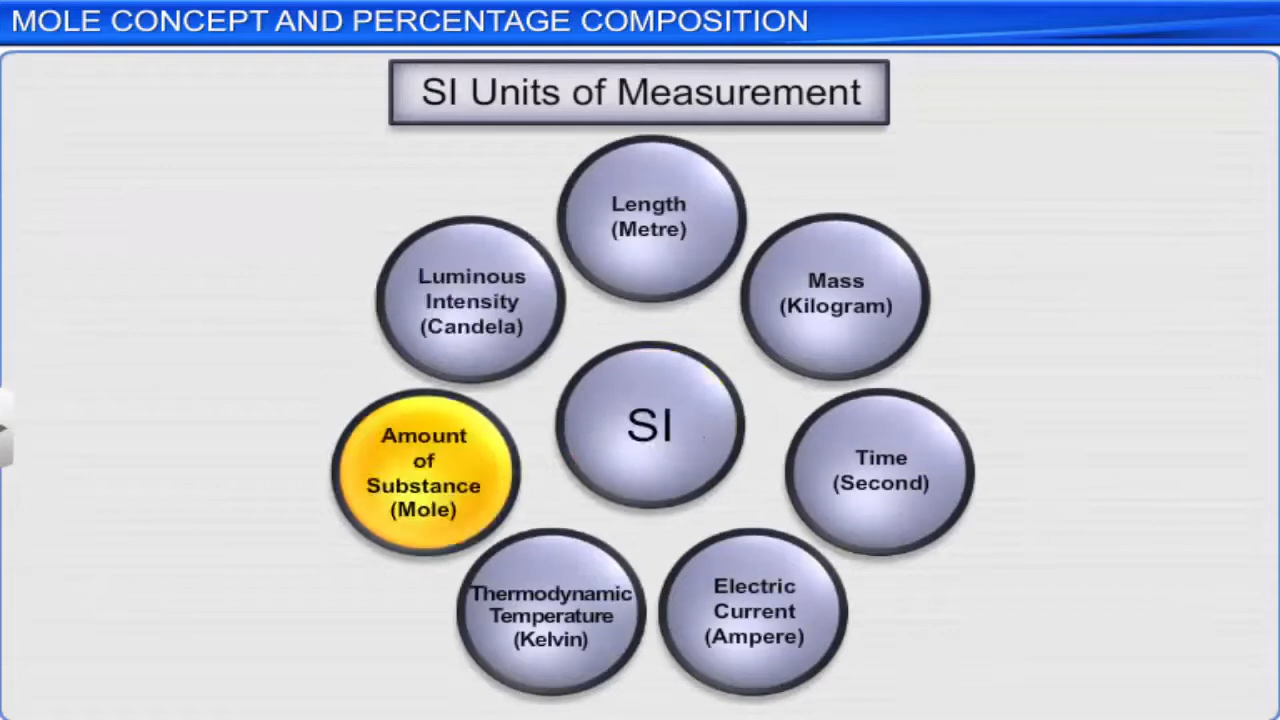 MOLE CONCEPT AND PERCENTAGE COMPOSITION
SI Units of Measurement
Length
(Metre)
Mass
(Kilogram)
Time
(Second)
Electric
Current
(Ampere)
Thermodynamic
Temperature
(Kelvin)
Amount
of
Substance
(Mole)
Luminous
Intensity
(Candela)
SI